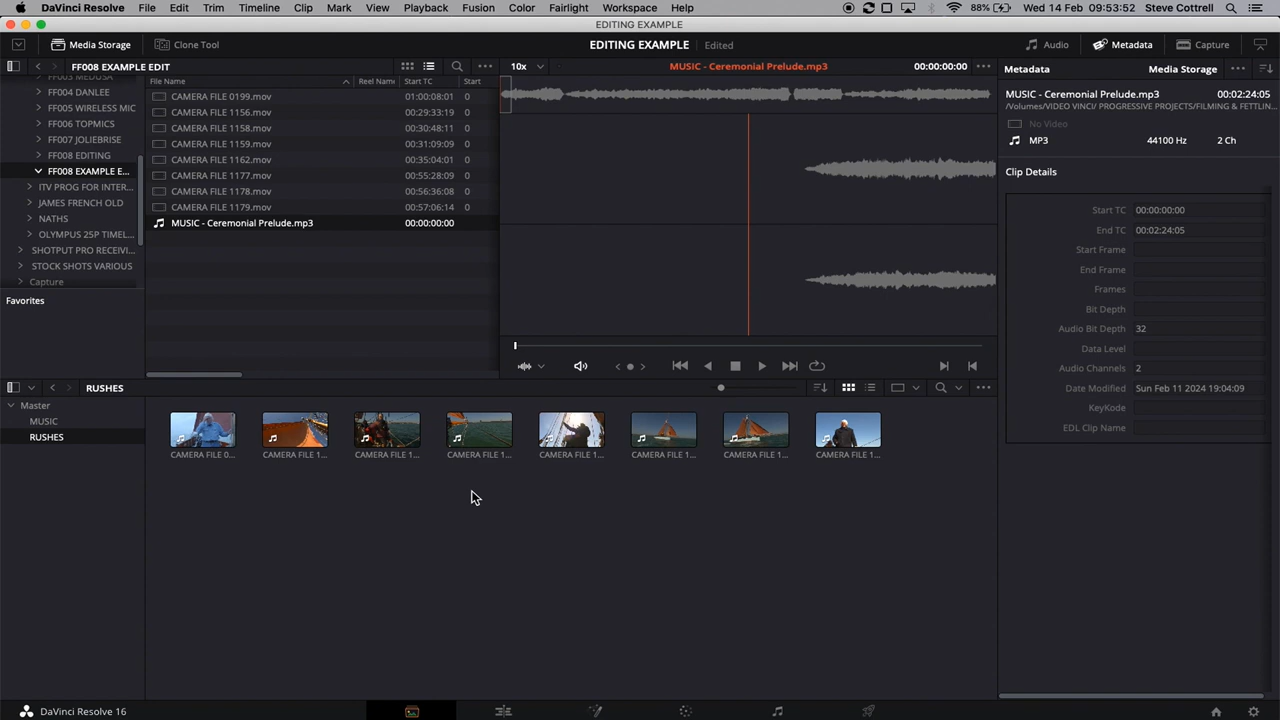 DaVinci Resolve File Edit Trim Timeline Clip Mark View Playback Fusion Color Fairlight Workspace Help 88% Wed 14 Feb 09:53:52 Steve Cottrell
EDITING EXAMPLE
Media Storage Clone Tool EDITING EXAMPLE Edited Audio Metadata Capture
FF008 EXAMPLE EDIT 10x MUSIC - Ceremonial Prelude.mp3 00:00:00:00 Metadata Media Storage
File Name Reel Name Start TC Start
FF003 MEDUSA
FF004 DANLEE
FF005 WIRELESS MIC
FF006 TOPMICS
FF007 JOLIEBRISE
FF008 EDITING
FF008 EXAMPLE E...
ITV PROG FOR INTER...
JAMES FRENCH OLD
NATHS
OLYMPUS 25P TIMEL...
SHOTPUT PRO RECEIVI...
STOCK SHOTS VARIOUS
Capture
Favorites
CAMERA FILE 0199.mov 01:00:08:01 0
CAMERA FILE 1156.mov 00:29:33:19 0
CAMERA FILE 1158.mov 00:30:48:11 0
CAMERA FILE 1159.mov 00:31:09:09 0
CAMERA FILE 1162.mov 00:35:04:01 0
CAMERA FILE 1177.mov 00:55:28:09 0
CAMERA FILE 1178.mov 00:56:36:08 0
CAMERA FILE 1179.mov 00:57:06:14 0
MUSIC - Ceremonial Prelude.mp3 00:00:00:00
MUSIC - Ceremonial Prelude.mp3 00:02:24:05
/Volumes/VIDEO VINCI/ PROGRESSIVE PROJECTS/FILMING & FETTLIN...
No Video
MP3 44100 Hz 2 Ch
Clip Details
Start TC 00:00:00:00
End TC 00:02:24:05
Start Frame
End Frame
Frames
Bit Depth
Audio Bit Depth 32
Data Level
Audio Channels 2
Date Modified Sun Feb 11 2024 19:04:09
KeyKode
EDL Clip Name
RUSHES
Master
MUSIC
RUSHES
CAMERA FILE 0... CAMERA FILE 1... CAMERA FILE 1... CAMERA FILE 1... CAMERA FILE 1... CAMERA FILE 1... CAMERA FILE 1... CAMERA FILE 1...
DaVinci Resolve 16